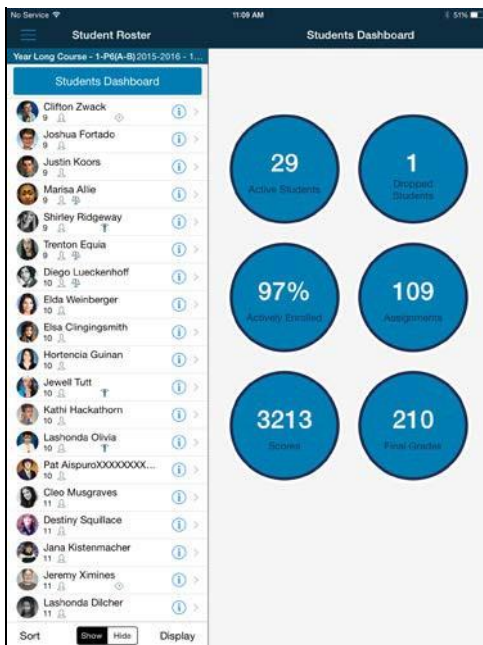 No Service
11:09 AM
51%
Student Roster
Students Dashboard
Year Long Course - 1-P6(A-B) 2015-2016 - 1...
Students Dashboard
Clifton Zwack
9
Joshua Fortado
9
Justin Koors
9
Marisa Allie
9
Shirley Ridgeway
9
Trenton Equia
9
Diego Lueckenhoff
10
Elda Weinberger
10
Elsa Clingingsmith
10
Hortencia Guinan
10
Jewell Tutt
10
Kathi Hackathorn
10
Lashonda Olivia
10
Pat AispuroXXXXXXXX...
10
Cleo Musgraves
11
Destiny Squillace
11
Jana Kistenmacher
11
Jeremy Ximines
11
Lashonda Dilcher
11
Sort
Show
Hide
Display
29
Active Students
1
Dropped
Students
97%
Actively Enrolled
109
Assignments
3213
Scores
210
Final Grades